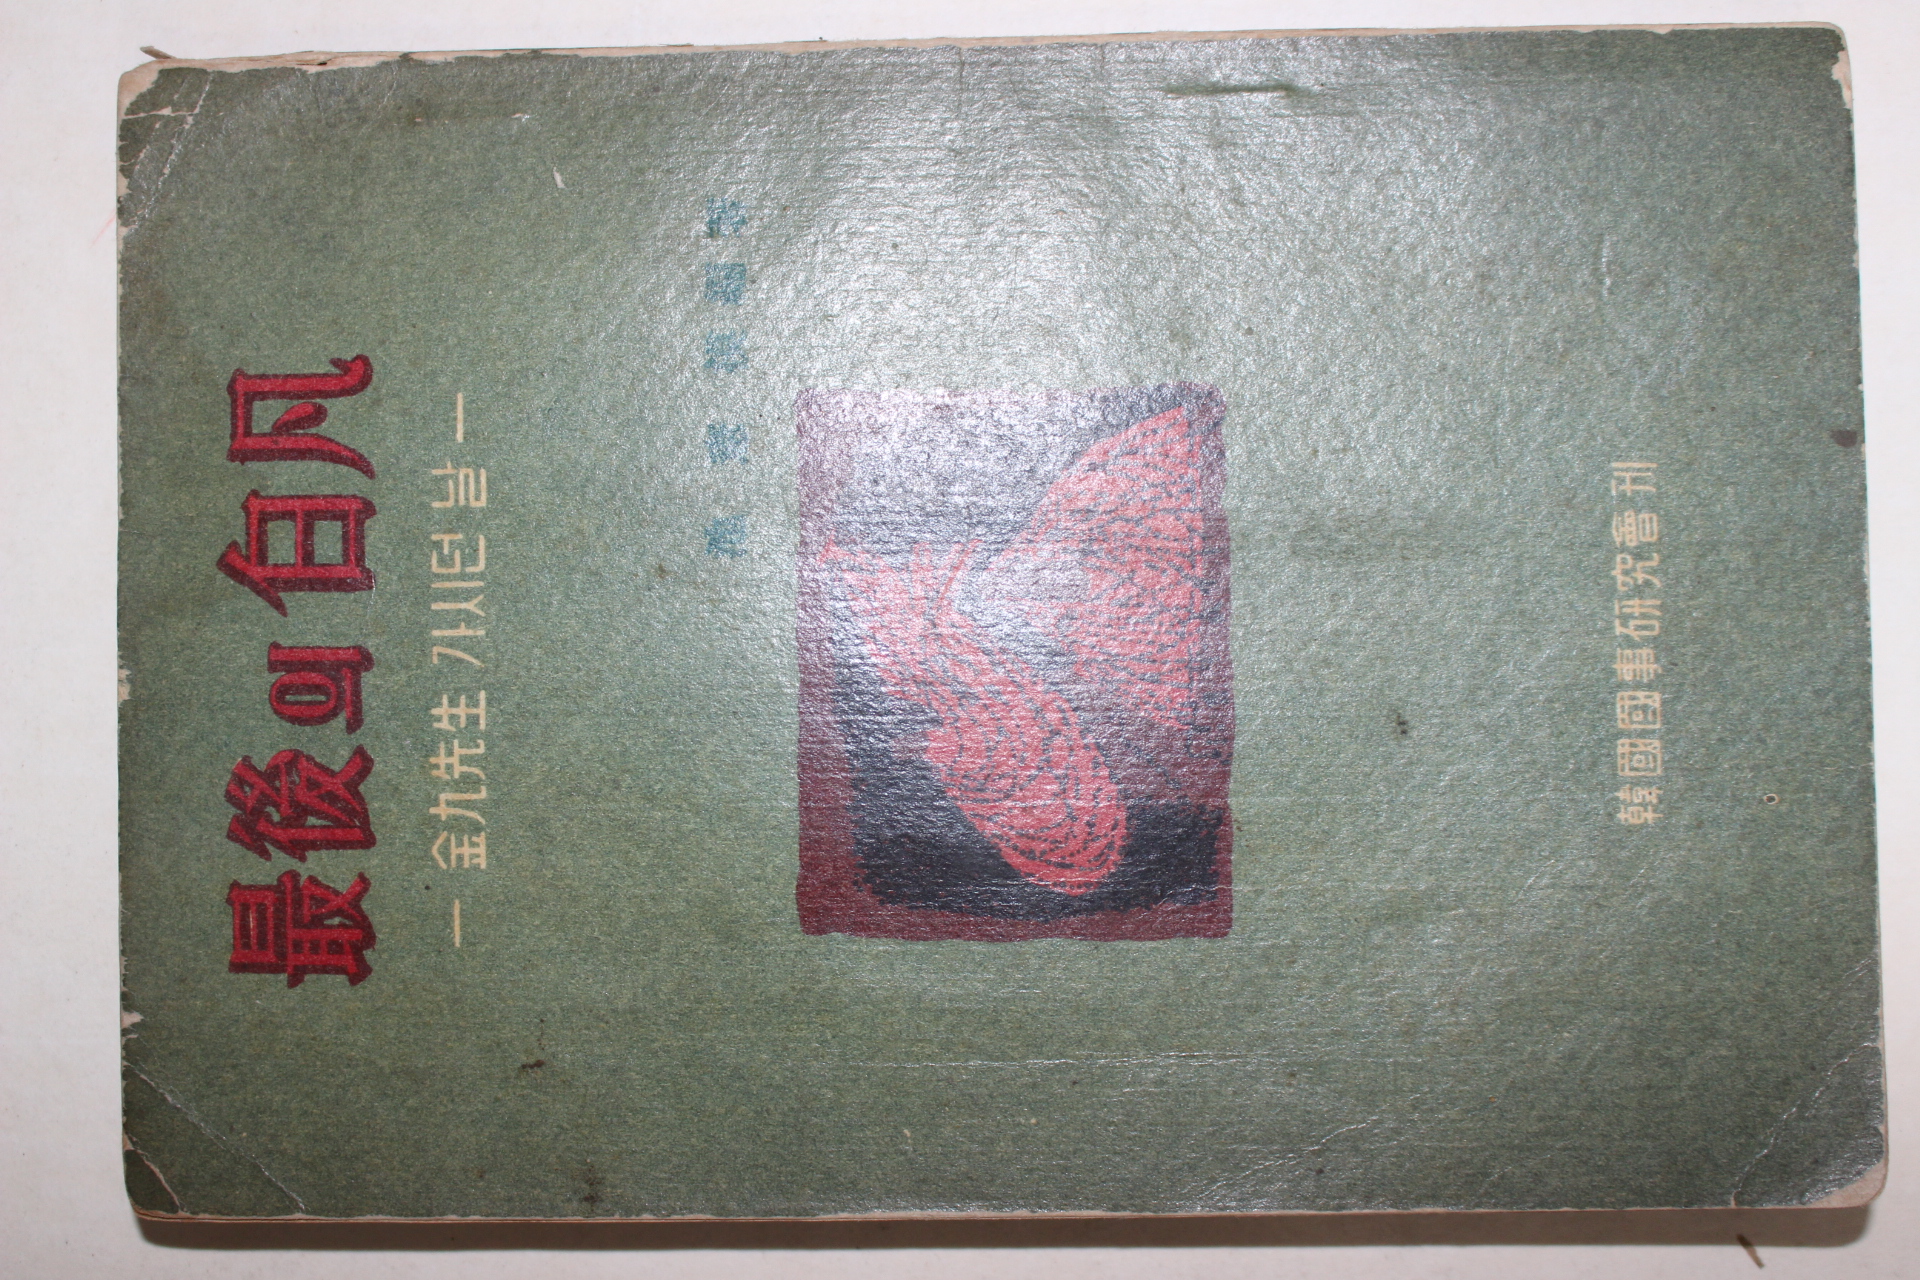 最後의 白凡
— 金九先生 가시던 날 —
韓國國事研究會 刊